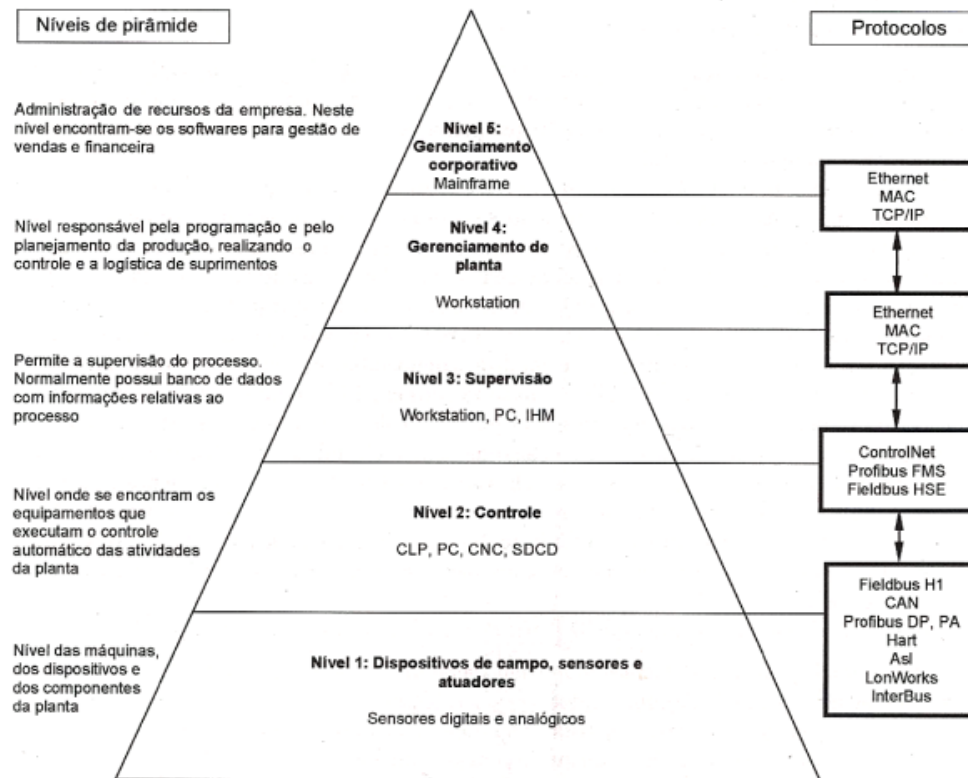 Níveis de pirâmide
Protocolos
Administração de recursos da empresa. Neste
nível encontram-se os softwares para gestão de
vendas e financeira
Nível 5:
Gerenciamento
corporativo
Mainframe
Ethernet
MAC
TCP/IP
Nível responsável pela programação e pelo
planejamento da produção, realizando o
controle e a logística de suprimentos
Nível 4:
Gerenciamento de
planta
Workstation
Ethernet
MAC
TCP/IP
Permite a supervisão do processo.
Normalmente possui banco de dados
com informações relativas ao
processo
Nível 3: Supervisão
Workstation, PC, IHM
ControlNet
Profibus FMS
Fieldbus HSE
Nível onde se encontram os
equipamentos que
executam o controle
automático das atividades
da planta
Nível 2: Controle
CLP, PC, CNC, SDCD
Fieldbus H1
CAN
Profibus DP, PA
Hart
AsI
LonWorks
InterBus
Nível das máquinas,
dos dispositivos e
dos componentes
da planta
Nível 1: Dispositivos de campo, sensores e
atuadores
Sensores digitais e analógicos